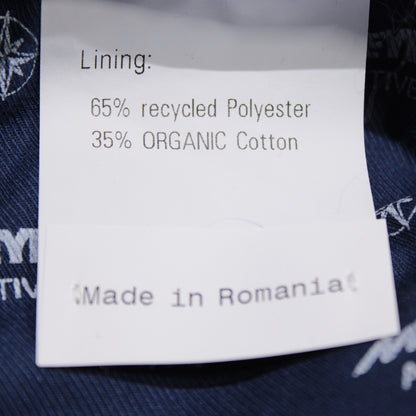 Lining:
65% recycled Polyester
35% ORGANIC Cotton
Made in Romania